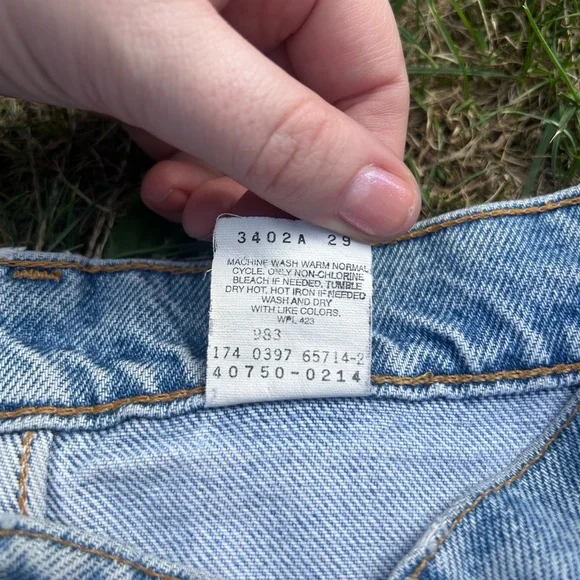 3402A 29
MACHINE WASH WARM NORMAL
CYCLE. ONLY NON-CHLORINE
BLEACH IF NEEDED, TUMBLE
DRY HOT, HOT IRON IF NEEDED
WASH AND DRY
WITH LIKE COLORS.
WPL 423
983
174 0397 65714-2
40750-0214